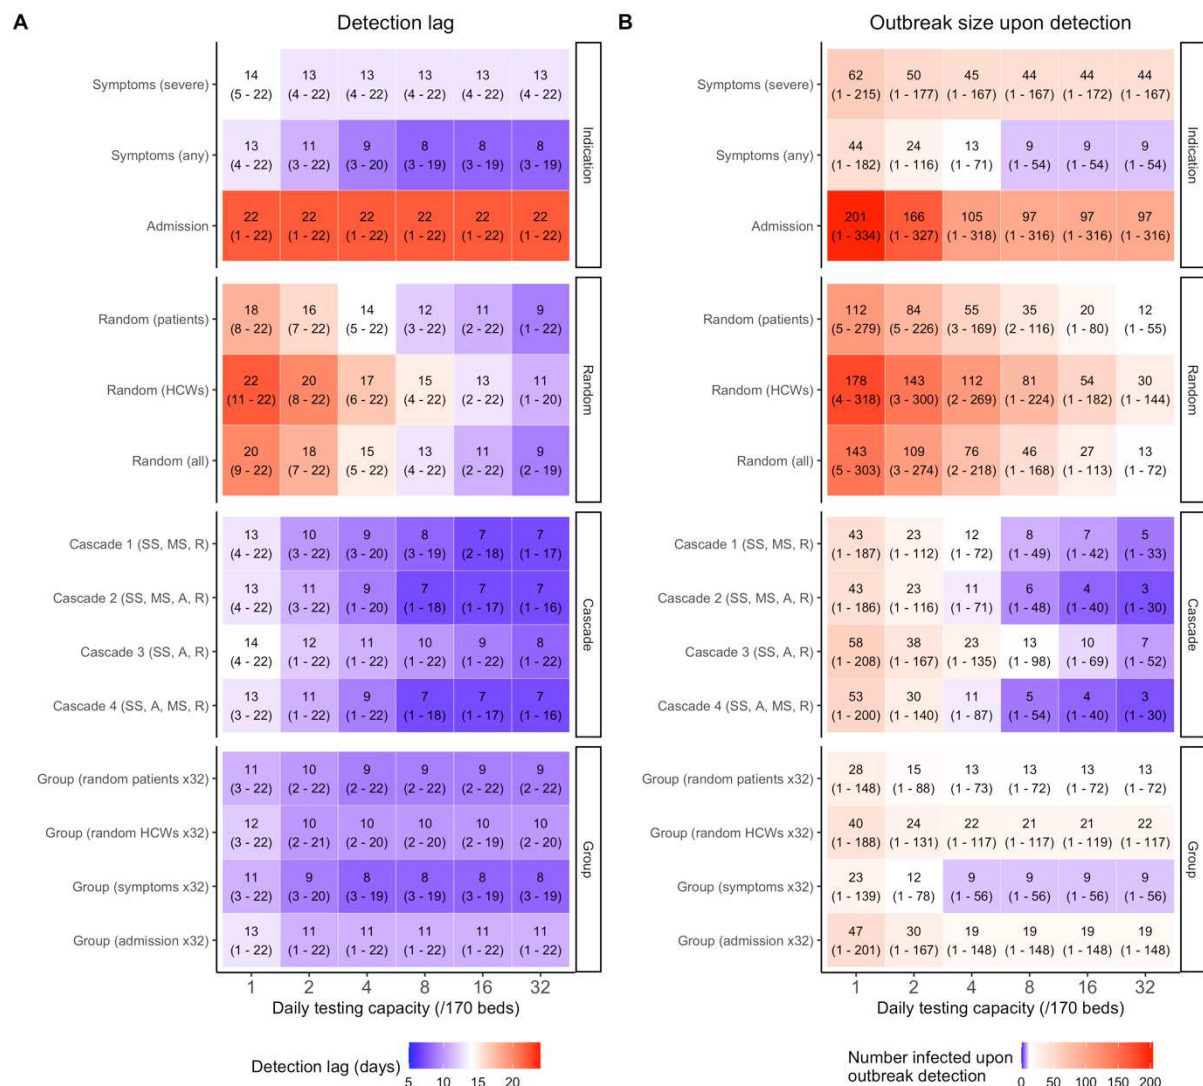 A
Detection lag
Symptoms (severe)
14 13 13 13 13 13
(5 - 22) (4 - 22) (4 - 22) (4 - 22) (4 - 22) (4 - 22)
Symptoms (any)
13 11 9 8 8 8
(4 - 22) (3 - 22) (3 - 20) (3 - 19) (3 - 19) (3 - 19)
Admission
22 22 22 22 22 22
(1 - 22) (1 - 22) (1 - 22) (1 - 22) (1 - 22) (1 - 22)
Indication
Random (patients)
18 16 14 12 11 9
(8 - 22) (7 - 22) (5 - 22) (3 - 22) (2 - 22) (1 - 22)
Random (HCWs)
22 20 17 15 13 11
(11 - 22) (8 - 22) (6 - 22) (4 - 22) (2 - 22) (1 - 20)
Random (all)
20 18 15 13 11 9
(9 - 22) (7 - 22) (5 - 22) (4 - 22) (2 - 22) (2 - 19)
Random
Cascade 1 (SS, MS, R)
13 10 9 8 7 7
(4 - 22) (3 - 22) (3 - 20) (3 - 19) (2 - 18) (1 - 17)
Cascade 2 (SS, MS, A, R)
13 11 9 7 7 7
(4 - 22) (3 - 22) (1 - 20) (1 - 18) (1 - 17) (1 - 16)
Cascade 3 (SS, A, R)
14 12 11 10 9 8
(4 - 22) (1 - 22) (1 - 22) (1 - 22) (1 - 22) (1 - 22)
Cascade 4 (SS, A, MS, R)
13 11 9 7 7 7
(3 - 22) (1 - 22) (1 - 22) (1 - 18) (1 - 17) (1 - 16)
Cascade
Group (random patients x32)
11 10 9 9 9 9
(3 - 22) (2 - 22) (2 - 22) (2 - 22) (2 - 22) (2 - 22)
Group (random HCWs x32)
12 10 10 10 10 10
(3 - 22) (2 - 21) (2 - 20) (2 - 20) (2 - 19) (2 - 20)
Group (symptoms x32)
11 9 8 8 8 8
(3 - 22) (3 - 20) (3 - 19) (3 - 19) (3 - 19) (3 - 19)
Group (admission x32)
13 11 11 11 11 11
(1 - 22) (1 - 22) (1 - 22) (1 - 22) (1 - 22) (1 - 22)
Group
1 2 4 8 16 32
Daily testing capacity (/170 beds)
Detection lag (days)
5 10 15 20
B
Outbreak size upon detection
62 50 45 44 44 44
(1 - 215) (1 - 177) (1 - 167) (1 - 167) (1 - 172) (1 - 167)
44 24 13 9 9 9
(1 - 182) (1 - 116) (1 - 71) (1 - 54) (1 - 54) (1 - 54)
201 166 105 97 97 97
(1 - 334) (1 - 327) (1 - 318) (1 - 316) (1 - 316) (1 - 316)
Symptoms (severe)
Symptoms (any)
Admission
Indication
Random (patients)
112 84 55 35 20 12
(5 - 279) (5 - 226) (3 - 169) (2 - 116) (1 - 80) (1 - 55)
Random (HCWs)
178 143 112 81 54 30
(4 - 318) (3 - 300) (2 - 269) (1 - 224) (1 - 182) (1 - 144)
Random (all)
143 109 76 46 27 13
(5 - 303) (3 - 274) (2 - 218) (1 - 168) (1 - 113) (1 - 72)
Random
Cascade 1 (SS, MS, R)
43 23 12 8 7 5
(1 - 187) (1 - 112) (1 - 72) (1 - 49) (1 - 42) (1 - 33)
Cascade 2 (SS, MS, A, R)
43 23 11 6 4 3
(1 - 186) (1 - 116) (1 - 71) (1 - 48) (1 - 40) (1 - 30)
Cascade 3 (SS, A, R)
58 38 23 13 10 7
(1 - 208) (1 - 167) (1 - 135) (1 - 98) (1 - 69) (1 - 52)
Cascade 4 (SS, A, MS, R)
53 30 11 5 4 3
(1 - 200) (1 - 140) (1 - 87) (1 - 54) (1 - 40) (1 - 30)
Cascade
Group (random patients x32)
28 15 13 13 13 13
(1 - 148) (1 - 88) (1 - 73) (1 - 72) (1 - 72) (1 - 72)
Group (random HCWs x32)
40 24 22 21 21 22
(1 - 188) (1 - 131) (1 - 117) (1 - 117) (1 - 119) (1 - 117)
Group (symptoms x32)
23 12 9 9 9 9
(1 - 139) (1 - 78) (1 - 56) (1 - 56) (1 - 56) (1 - 56)
Group (admission x32)
47 30 19 19 19 19
(1 - 201) (1 - 167) (1 - 148) (1 - 148) (1 - 148) (1 - 148)
Group
1 2 4 8 16 32
Daily testing capacity (/170 beds)
Number infected upon
outbreak detection
0 50 100 150 200